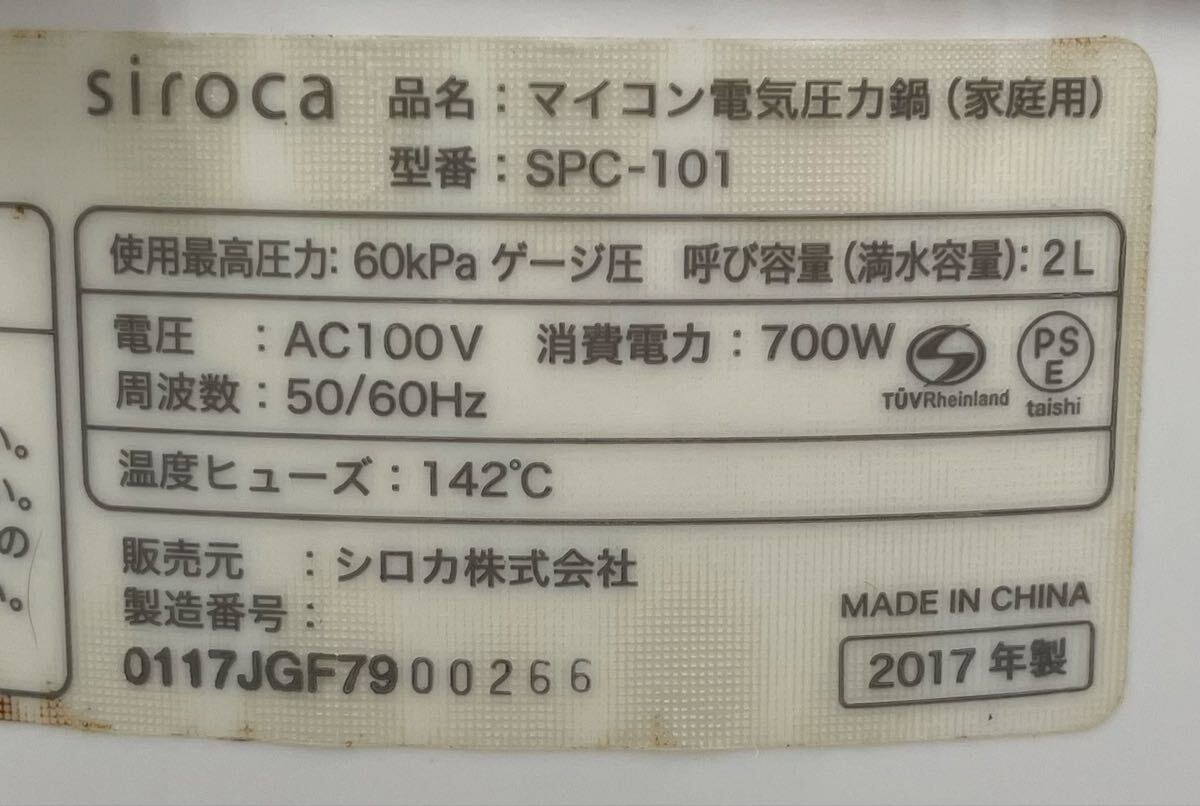 siroca 品名：マイコン電気圧力鍋(家庭用)
型番：SPC-101
使用最高圧力: 60kPa ゲージ圧 呼び容量(満水容量): 2L
電圧 ：AC100V 消費電力：700W
周波数：50/60Hz
TÜVRheinland
PS
E
taishi
温度ヒューズ：142℃
販売元 ：シロカ株式会社
製造番号：
0117JGF7900266
MADE IN CHINA
2017 年製
い。
い。
の
い。